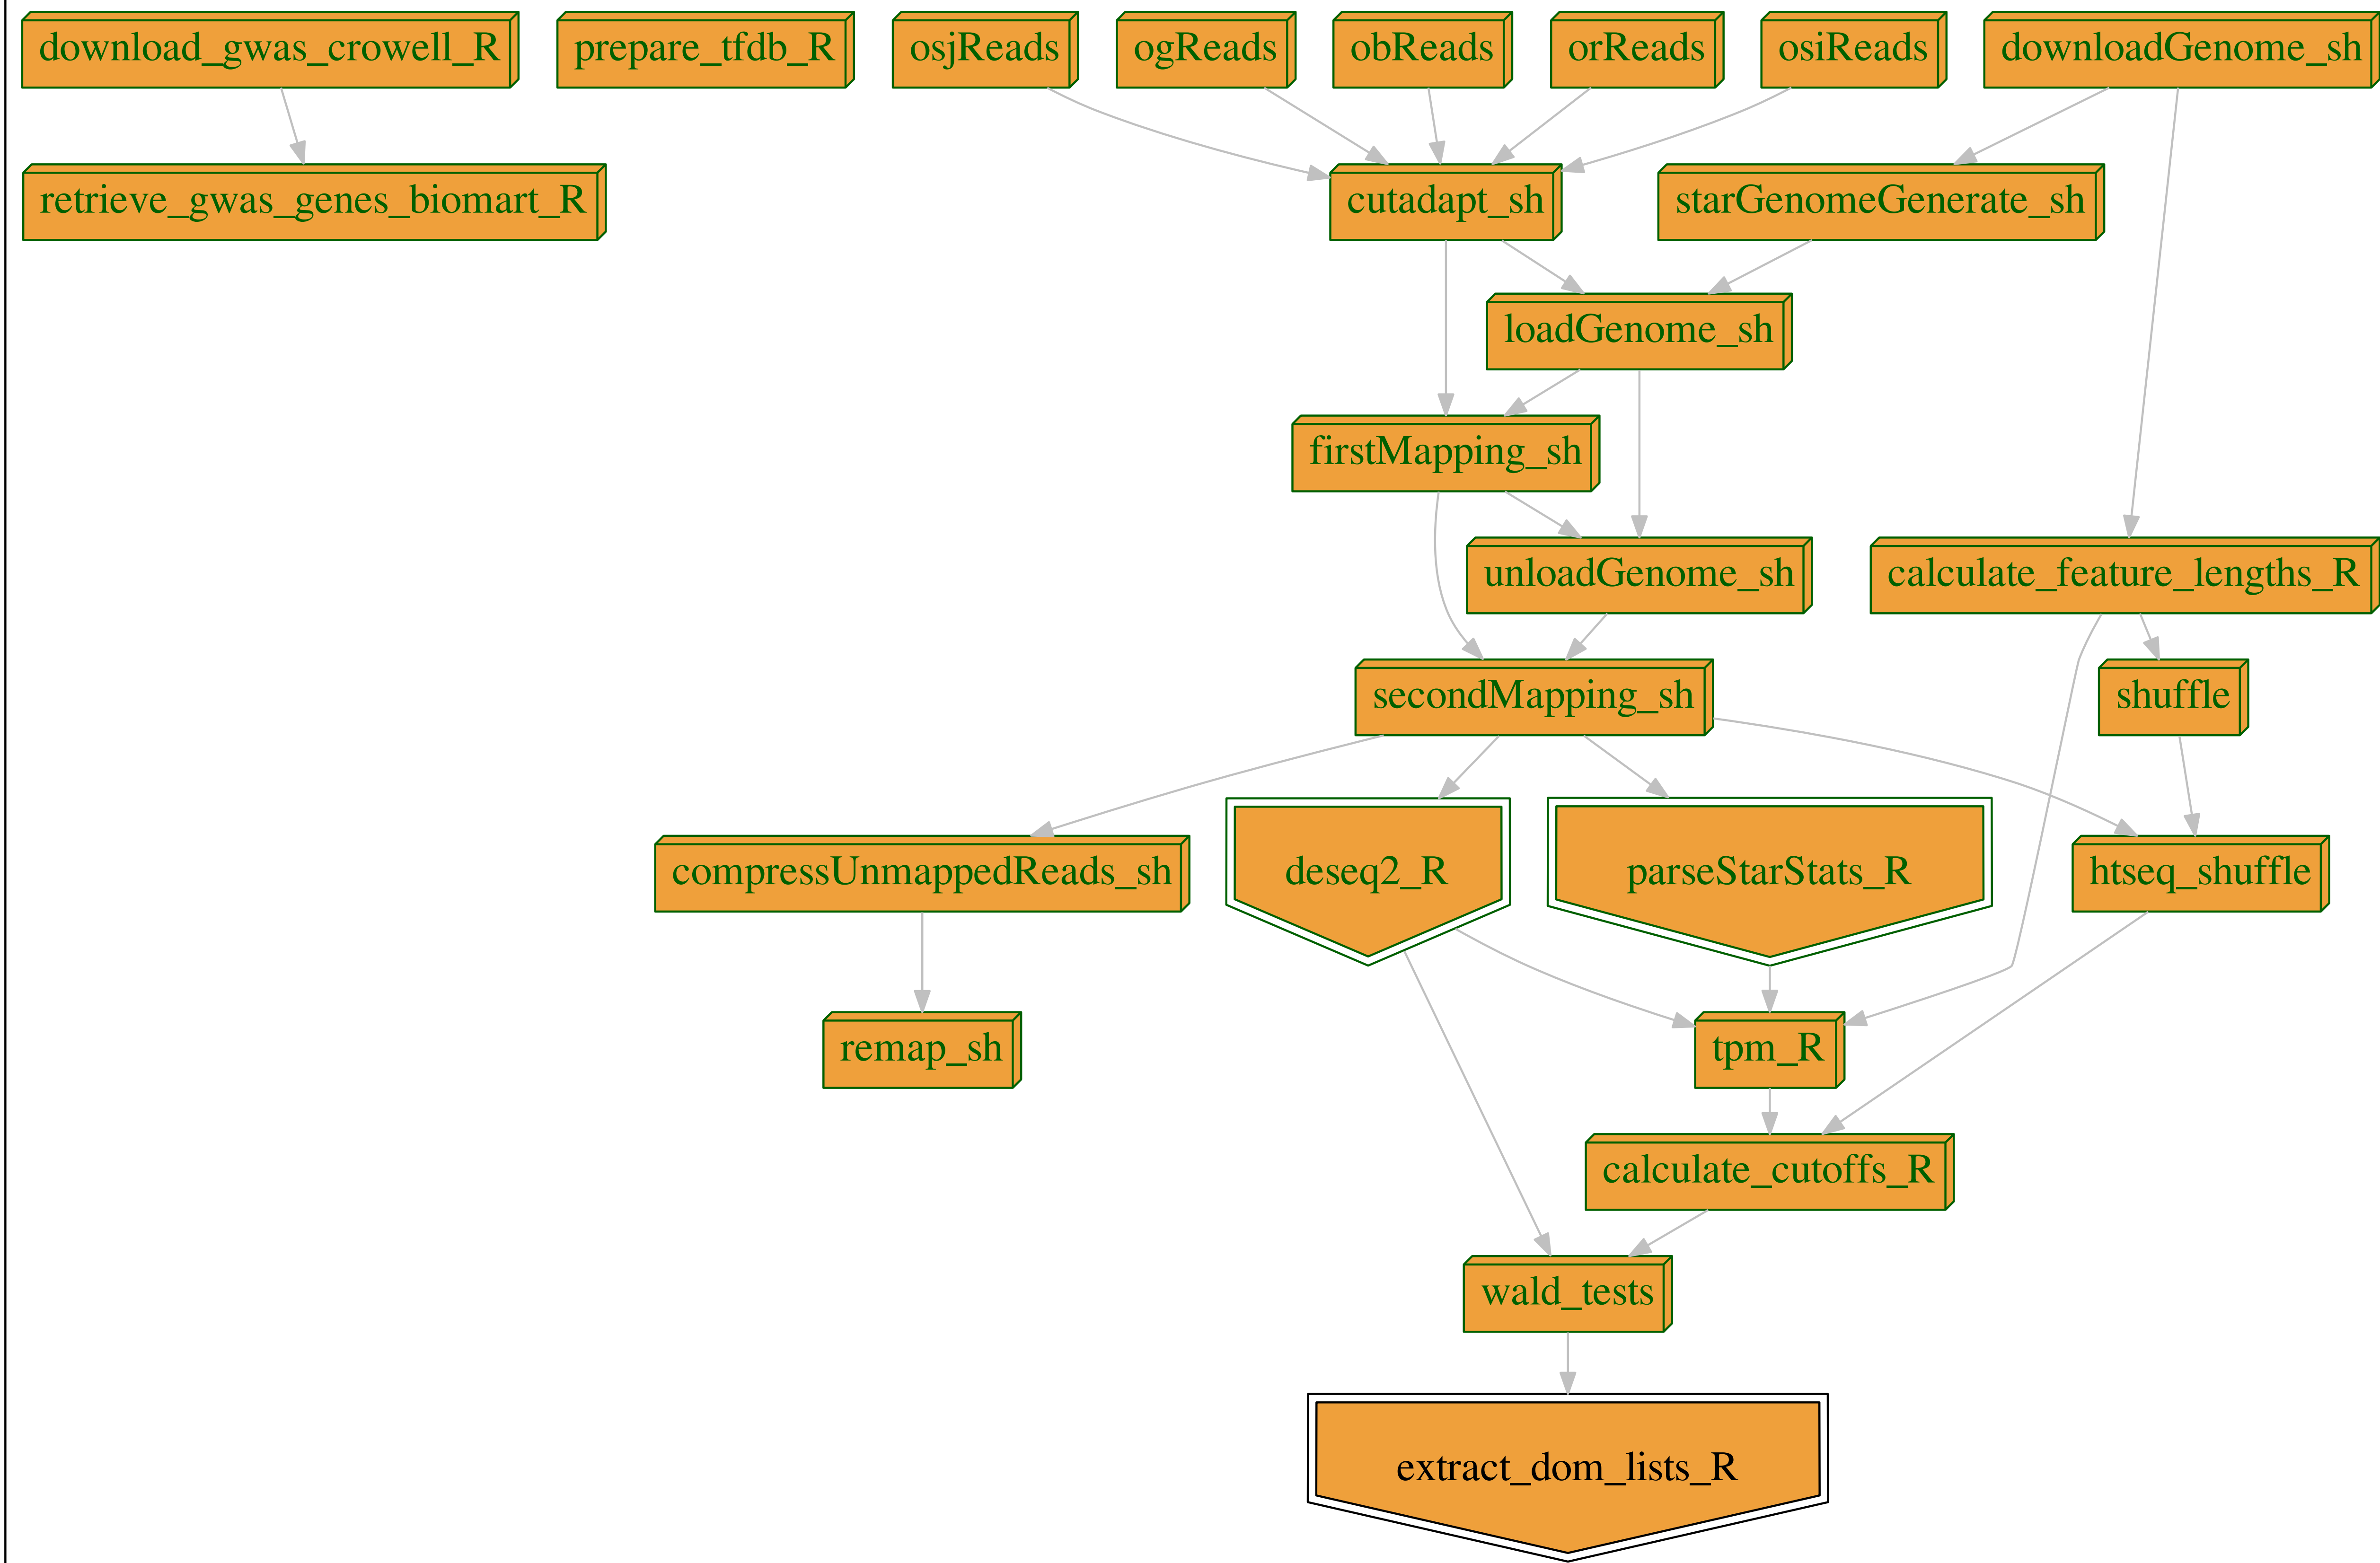 download_gwas_crowell_R
prepare_tfdb_R
osjReads
ogReads
obReads
orReads
osiReads
downloadGenome_sh
retrieve_gwas_genes_biomart_R
cutadapt_sh
starGenomeGenerate_sh
loadGenome_sh
firstMapping_sh
unloadGenome_sh
calculate_feature_lengths_R
secondMapping_sh
shuffle
compressUnmappedReads_sh
deseq2_R
parseStarStats_R
htseq_shuffle
remap_sh
tpm_R
calculate_cutoffs_R
wald_tests
extract_dom_lists_R